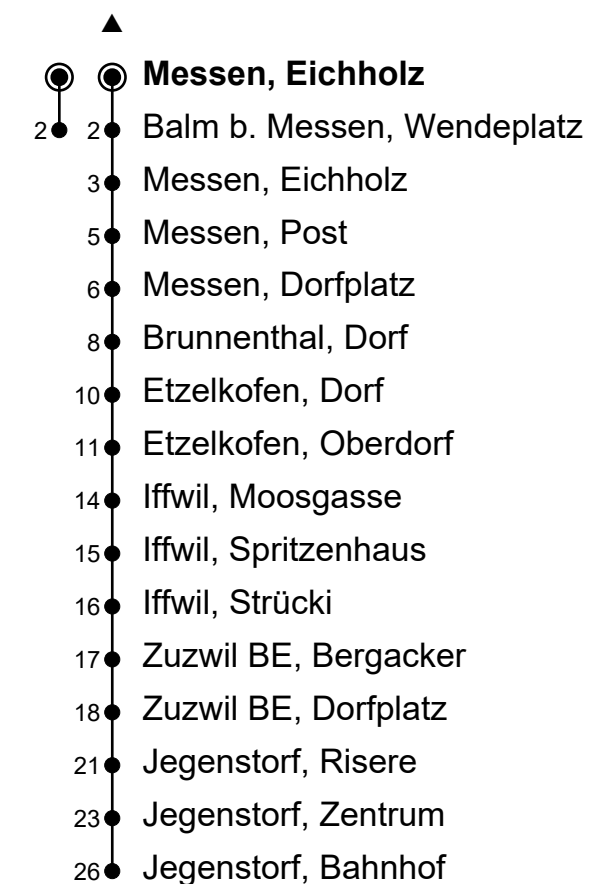 Messen, Eichholz
2 2 Balm b. Messen, Wendeplatz
3 Messen, Eichholz
5 Messen, Post
6 Messen, Dorfplatz
8 Brunnenthal, Dorf
10 Etzelkofen, Dorf
11 Etzelkofen, Oberdorf
14 Iffwil, Moosgasse
15 Iffwil, Spritzenhaus
16 Iffwil, Strücki
17 Zuzwil BE, Bergacker
18 Zuzwil BE, Dorfplatz
21 Jegenstorf, Risere
23 Jegenstorf, Zentrum
26 Jegenstorf, Bahnhof